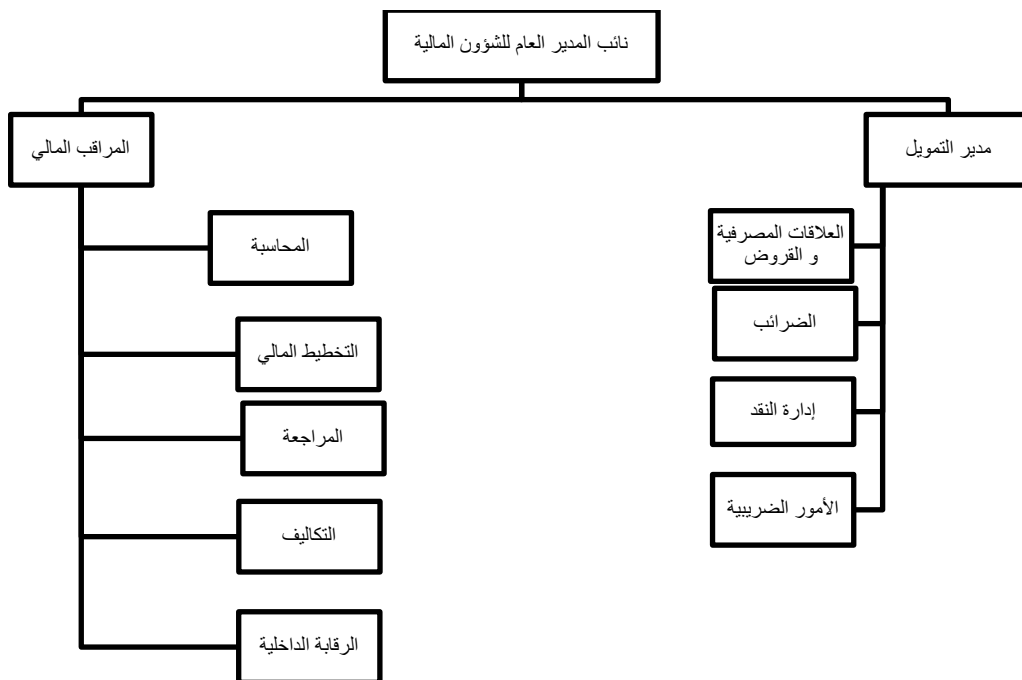 نائب المدير العام للشؤون المالية
مدير التمويل
المراقب المالي
العلاقات المصرفية
و القروض
الضرائب
إدارة النقد
الأمور الضريبية
المحاسبة
التخطيط المالي
المراجعة
التكاليف
الرقابة الداخلية